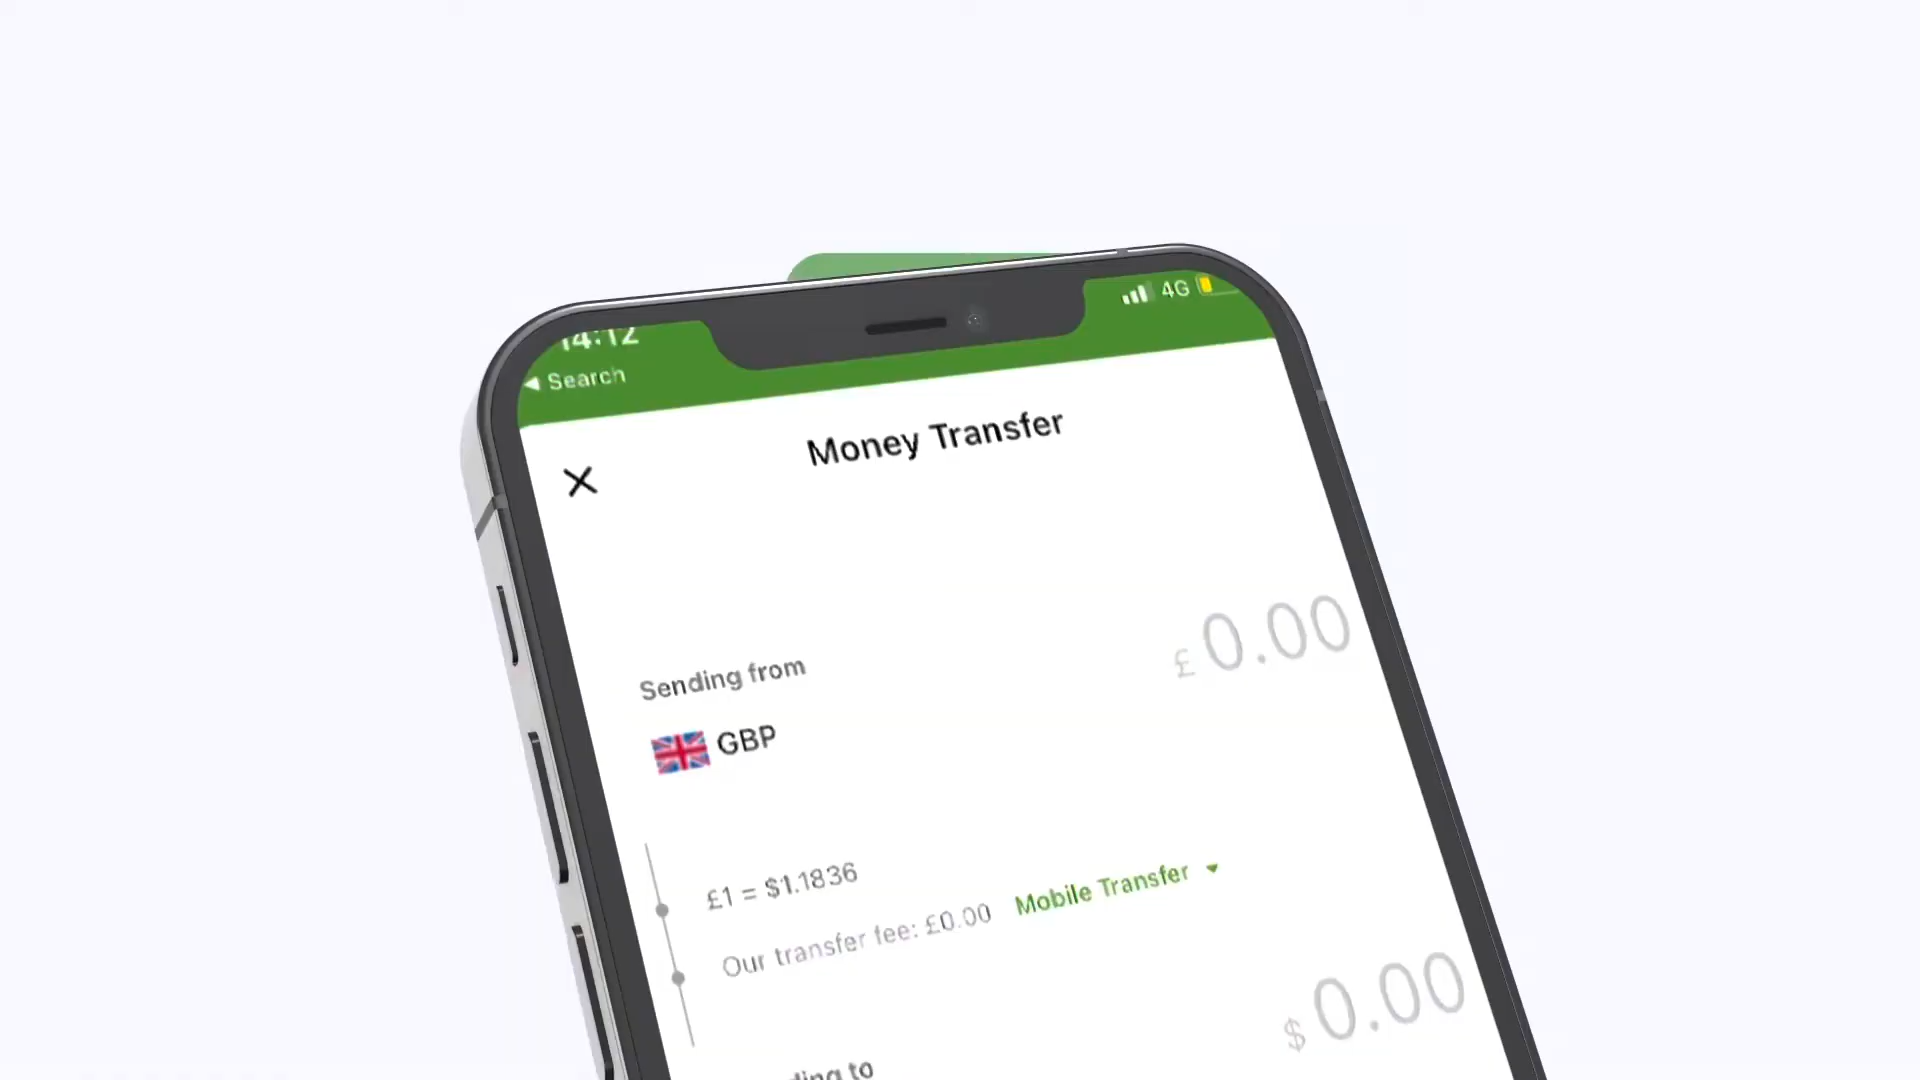 14:12
4G
◀ Search
Money Transfer
£0.00
Sending from
GBP
£1 = $1.1836
Our transfer fee: £0.00 Mobile Transfer
$0.00
to